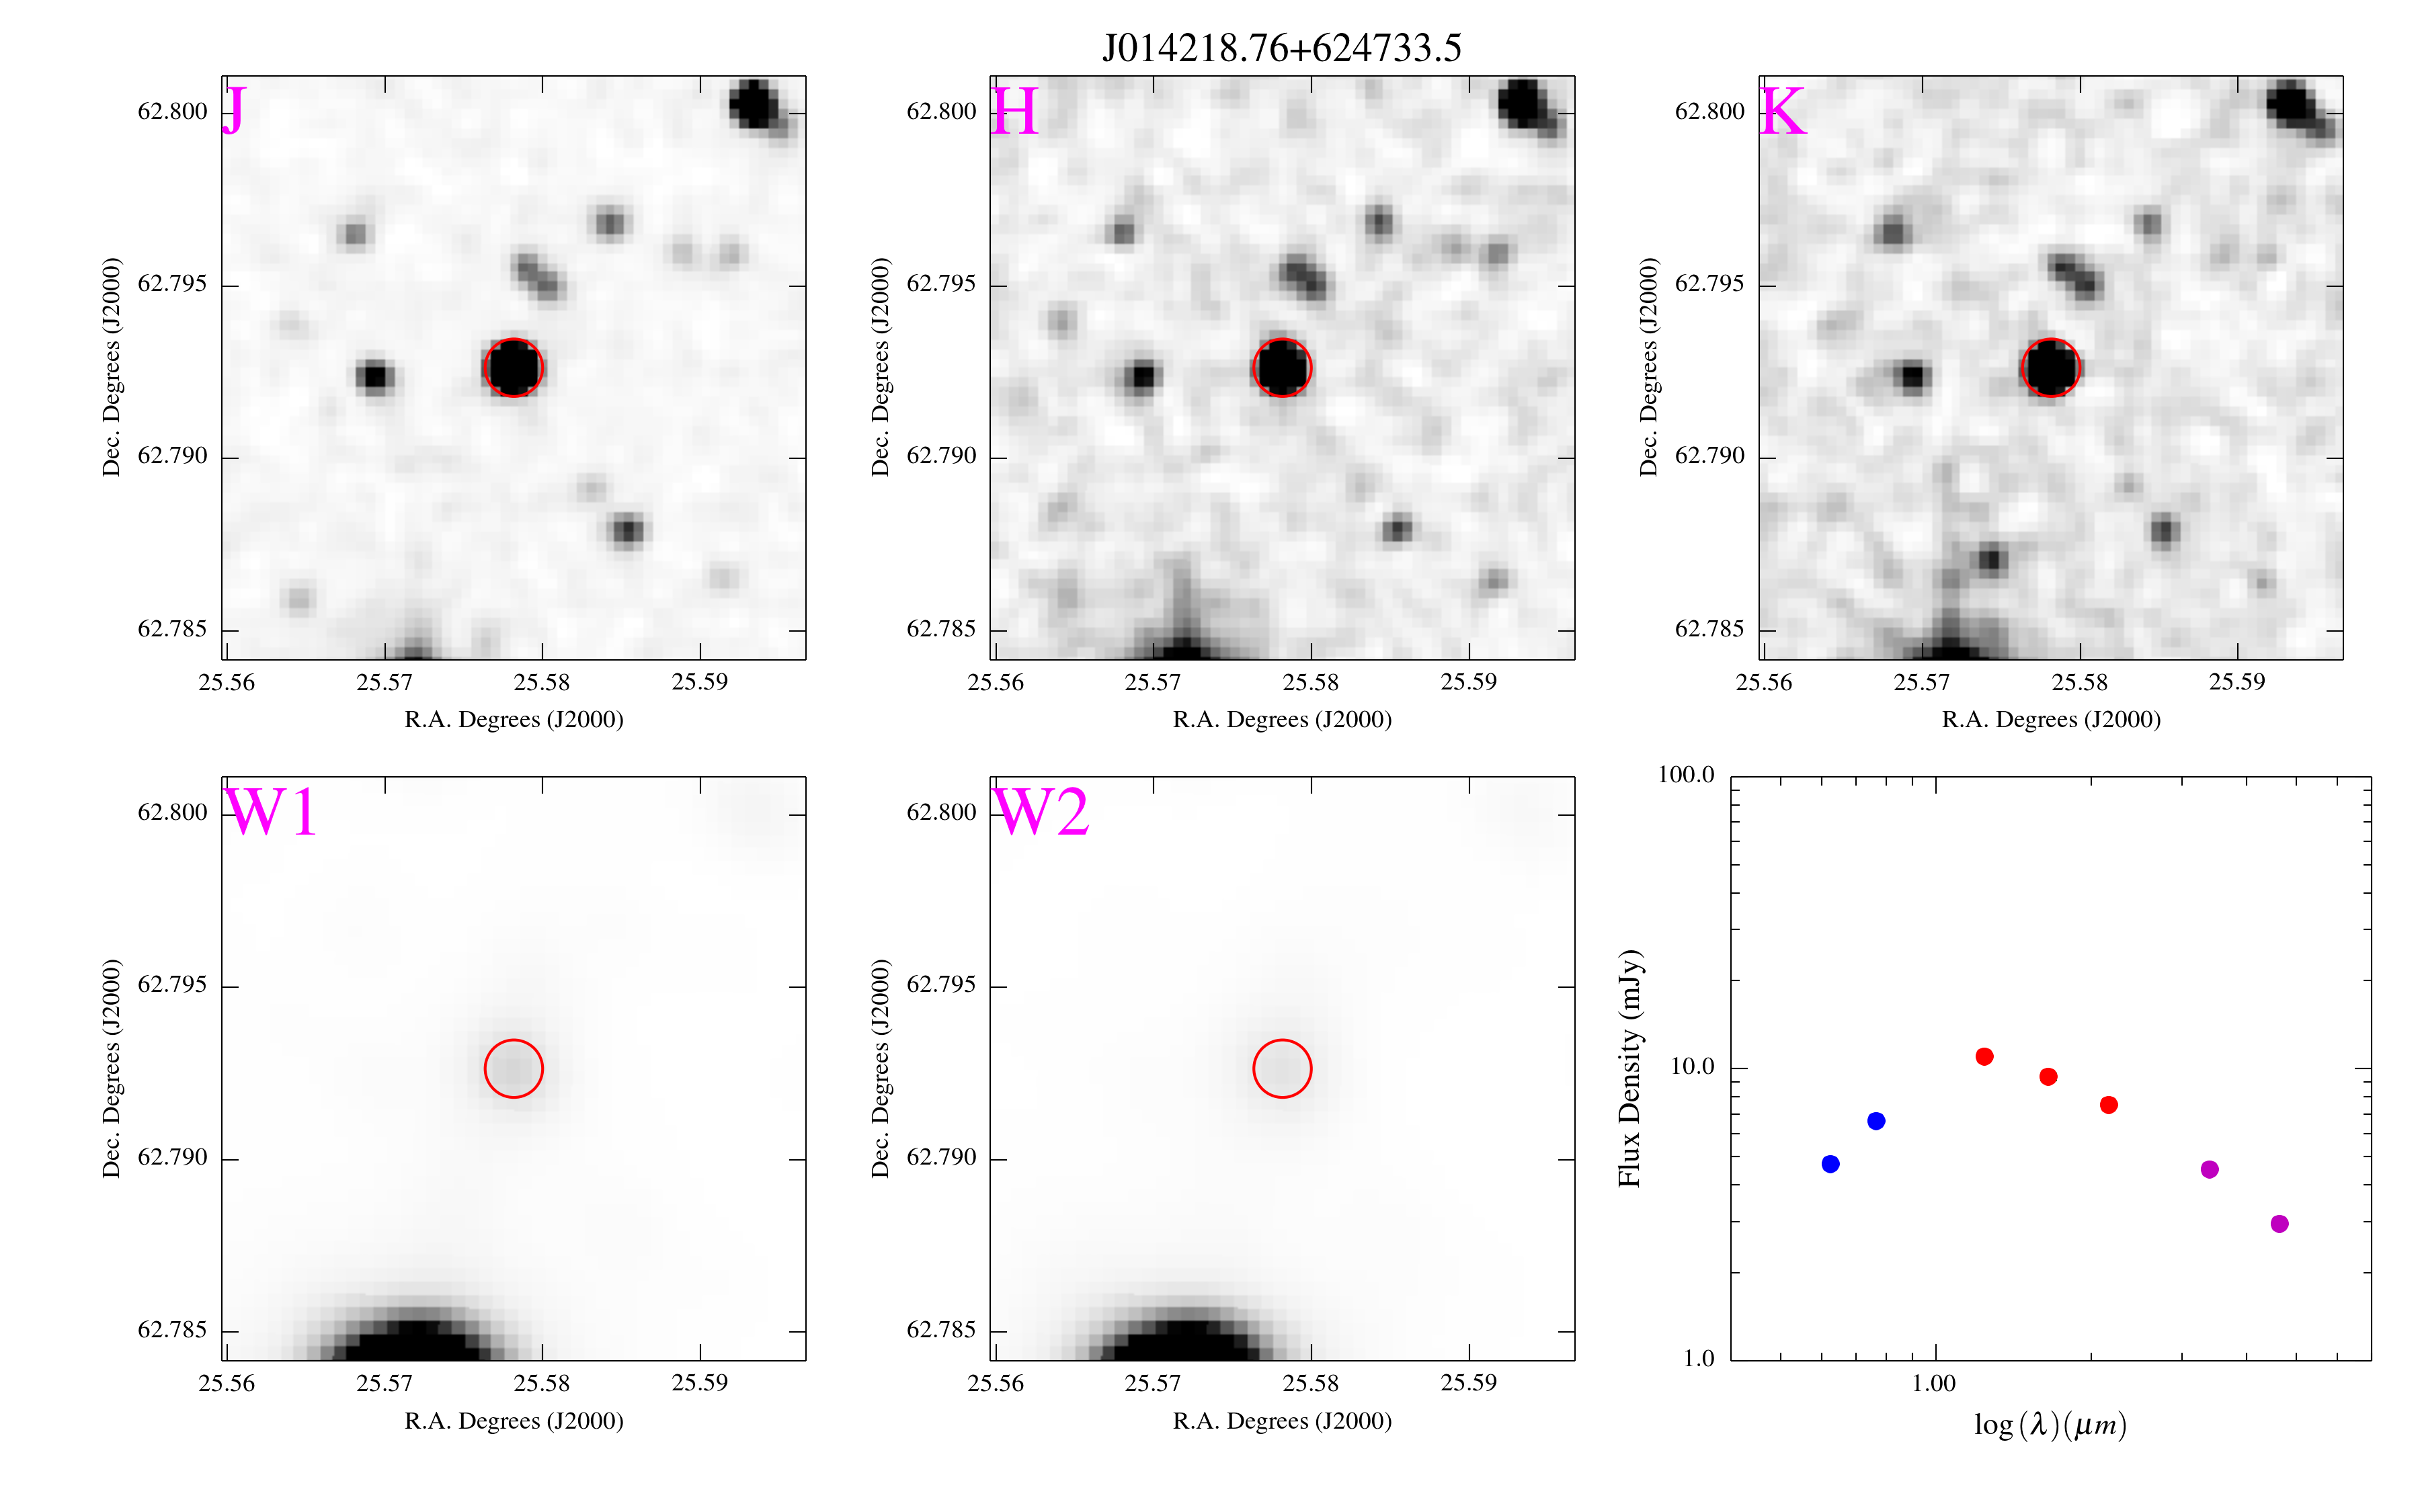 J014218.76+624733.5
J
62.800
62.795
62.790
62.785
Dec. Degrees (J2000)
25.56 25.57 25.58 25.59
R.A. Degrees (J2000)
H
62.800
62.795
62.790
62.785
Dec. Degrees (J2000)
25.56 25.57 25.58 25.59
R.A. Degrees (J2000)
K
62.800
62.795
62.790
62.785
Dec. Degrees (J2000)
25.56 25.57 25.58 25.59
R.A. Degrees (J2000)
W1
62.800
62.795
62.790
62.785
Dec. Degrees (J2000)
25.56 25.57 25.58 25.59
R.A. Degrees (J2000)
W2
62.800
62.795
62.790
62.785
Dec. Degrees (J2000)
25.56 25.57 25.58 25.59
R.A. Degrees (J2000)
100.0
10.0
1.0
Flux Density (mJy)
1.00
log (λ)(μm)